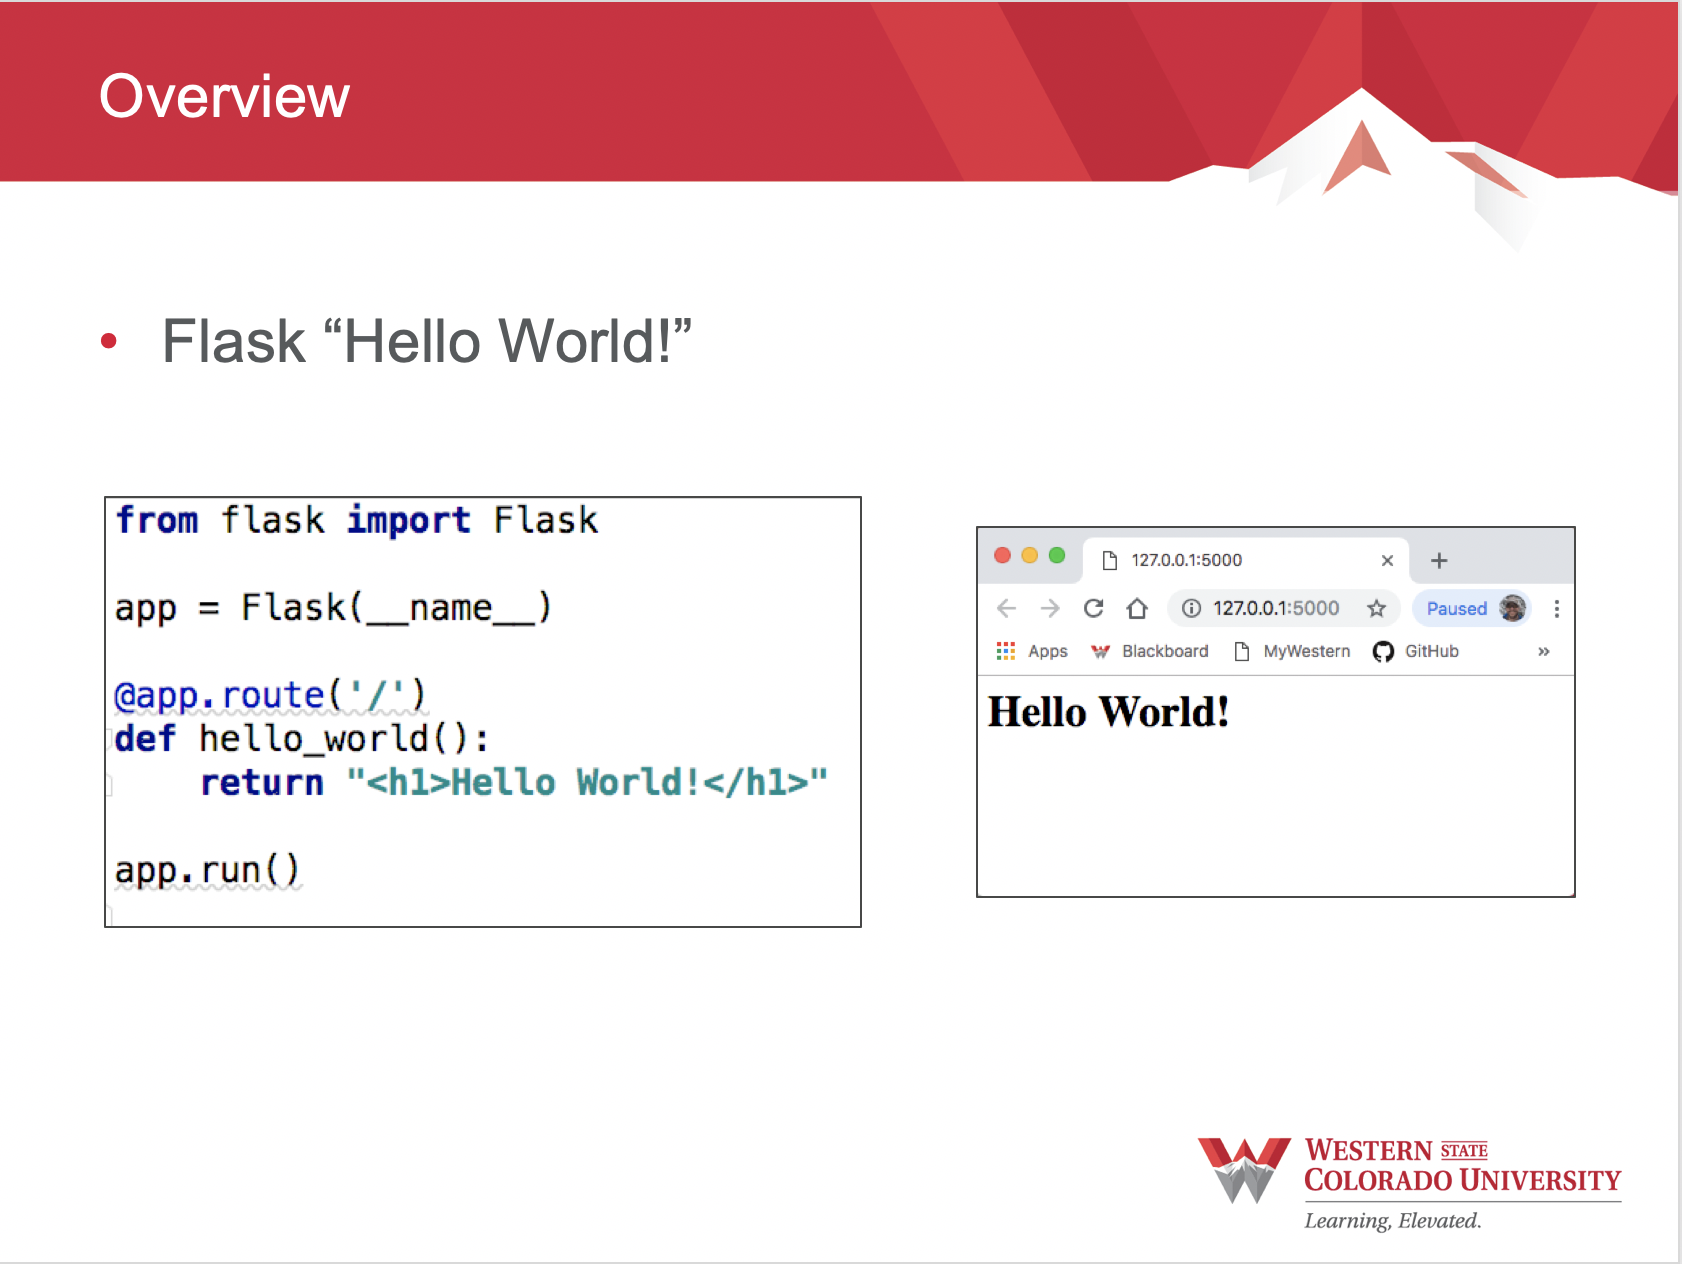 Overview
• Flask “Hello World!”
from flask import Flask
app = Flask(__name__)
@app.route('/')
def hello_world():
    return "<h1>Hello World!</h1>"
app.run()
127.0.0.1:5000
127.0.0.1:5000 Paused
Apps Blackboard MyWestern GitHub »
Hello World!
WESTERN STATE
COLORADO UNIVERSITY
Learning, Elevated.